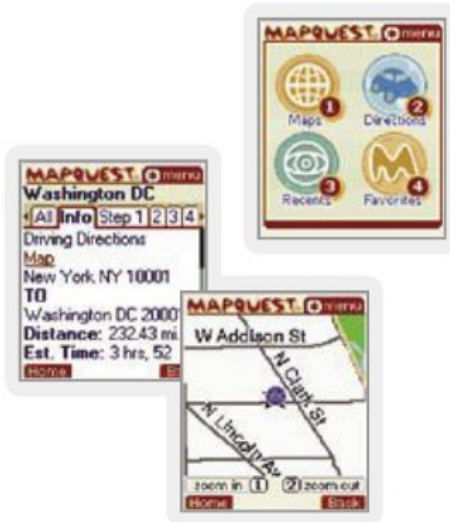 MAPQUEST menu
1 2
Maps Directions
3 4
Recents Favorites
MAPQUEST menu
Washington DC
All Info Step 1 2 3 4
Driving Directions
Map
New York NY 10001
TO
Washington DC 20001
Distance: 232.43 mi.
Est. Time: 3 hrs, 52
Home
MAPQUEST menu
W Addison St
N Clark St
N Lincoln Av
zoom in 1 2 zoom out
Home Back